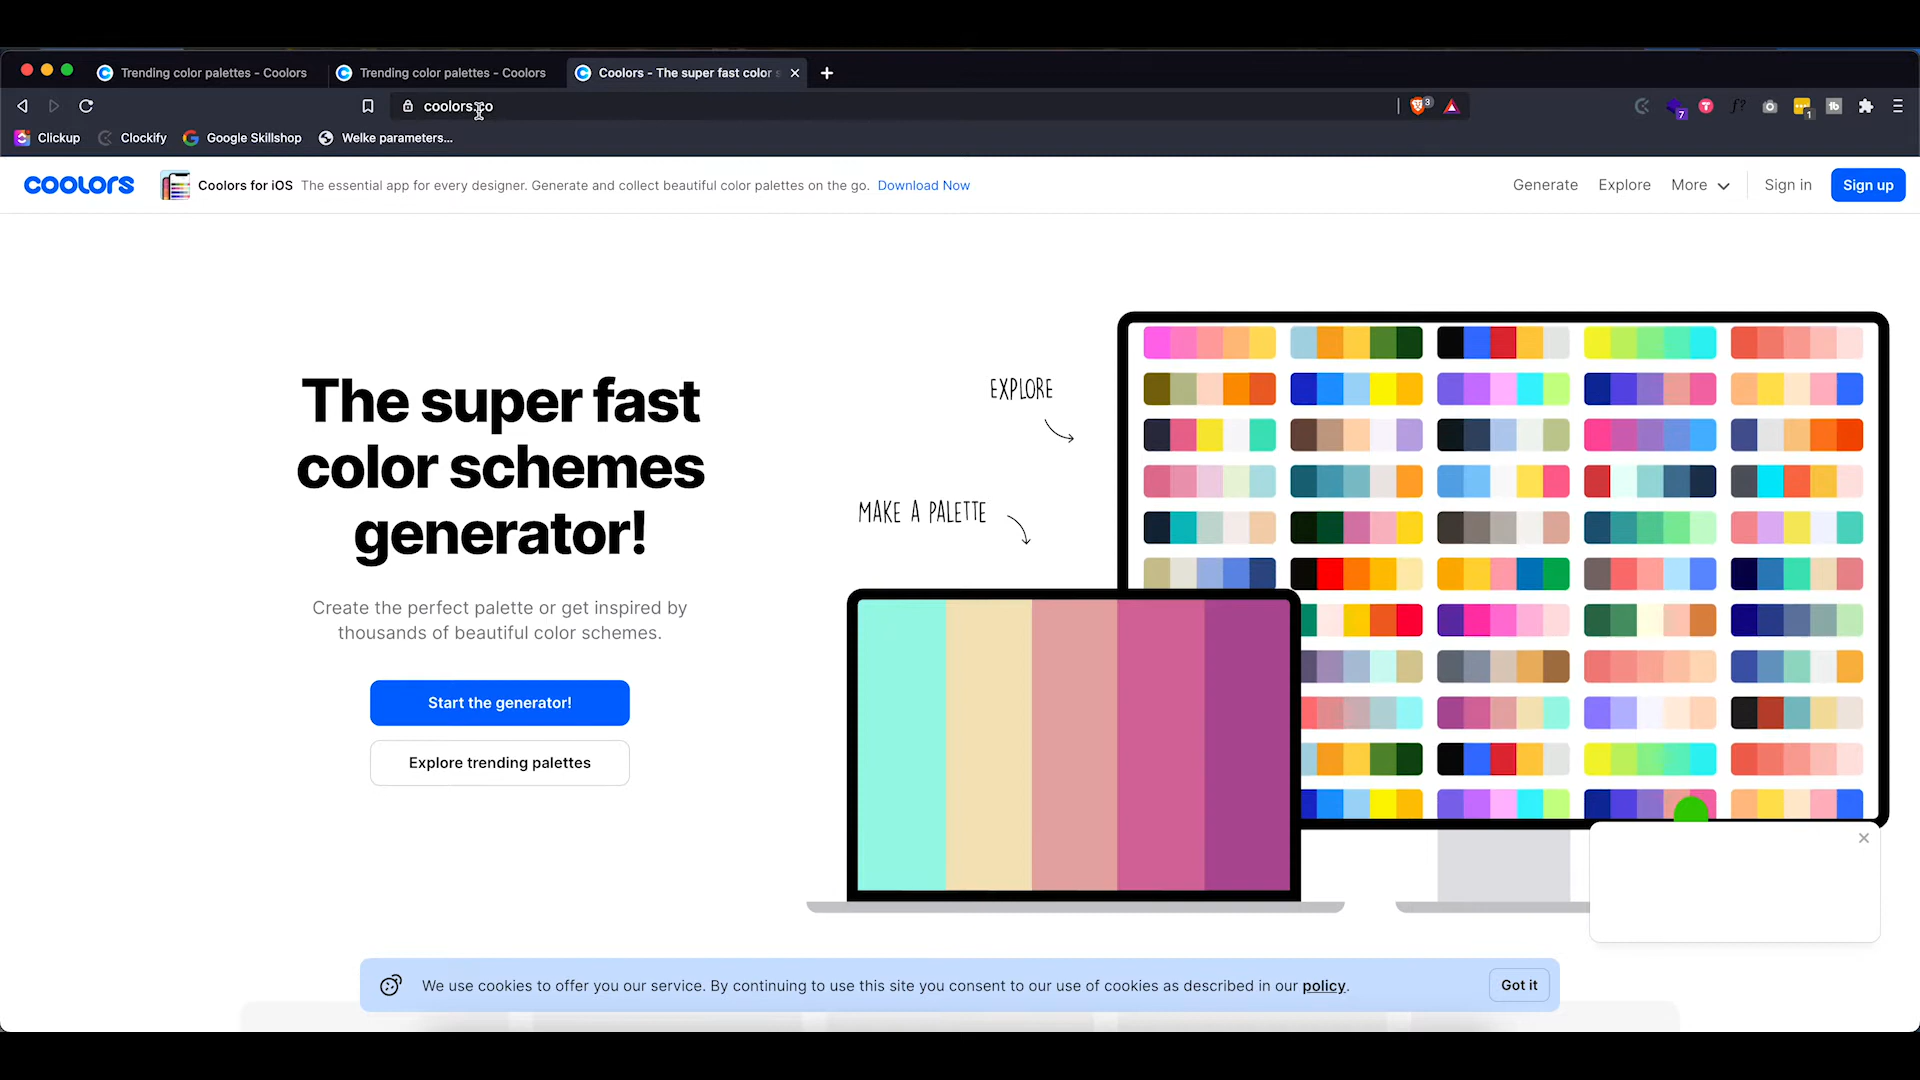 Trending color palettes - Coolors
Trending color palettes - Coolors
Coolors - The super fast color s
coolors.co
3
7
f?
1
tb
Clickup
Clockify
Google Skillshop
Welke parameters...
coolors
Coolors for iOS The essential app for every designer. Generate and collect beautiful color palettes on the go. Download Now
Generate
Explore
More
Sign in
Sign up
The super fast
color schemes
generator!
Create the perfect palette or get inspired by
thousands of beautiful color schemes.
Start the generator!
Explore trending palettes
EXPLORE
MAKE A PALETTE
We use cookies to offer you our service. By continuing to use this site you consent to our use of cookies as described in our policy.
Got it